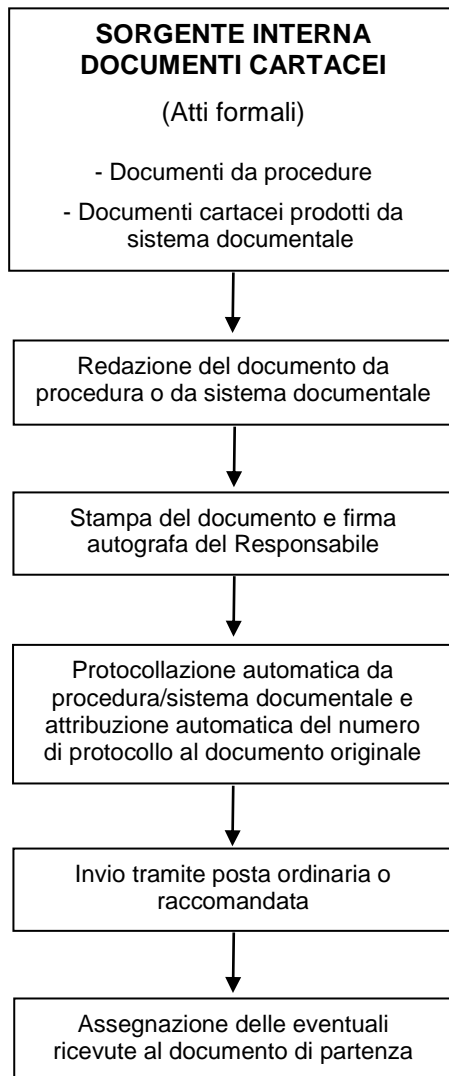 SORGENTE INTERNA
DOCUMENTI CARTACEI
(Atti formali)
- Documenti da procedure
- Documenti cartacei prodotti da
sistema documentale
Redazione del documento da
procedura o da sistema documentale
Stampa del documento e firma
autografa del Responsabile
Protocollazione automatica da
procedura/sistema documentale e
attribuzione automatica del numero
di protocollo al documento originale
Invio tramite posta ordinaria o
raccomandata
Assegnazione delle eventuali
ricevute al documento di partenza